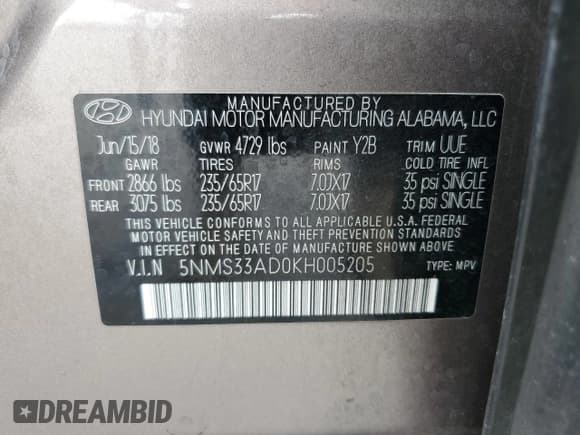 MANUFACTURED BY
HYUNDAI MOTOR MANUFACTURING ALABAMA, LLC
Jun/15/18 GVWR 4729 lbs PAINT Y2B TRIM UUE
GAWR TIRES RIMS COLD TIRE INFL
FRONT 2866 lbs 235/65R17 7.0JX17 35 psi SINGLE
REAR 3075 lbs 235/65R17 7.0JX17 35 psi SINGLE
THIS VEHICLE CONFORMS TO ALL APPLICABLE U.S.A. FEDERAL
MOTOR VEHICLE SAFETY AND THEFT PREVENTION STANDARDS
IN EFFECT ON THE DATE OF MANUFACTURE SHOWN ABOVE.
V.I.N 5NMS33AD0KH005205 TYPE: MPV
DREAMBID